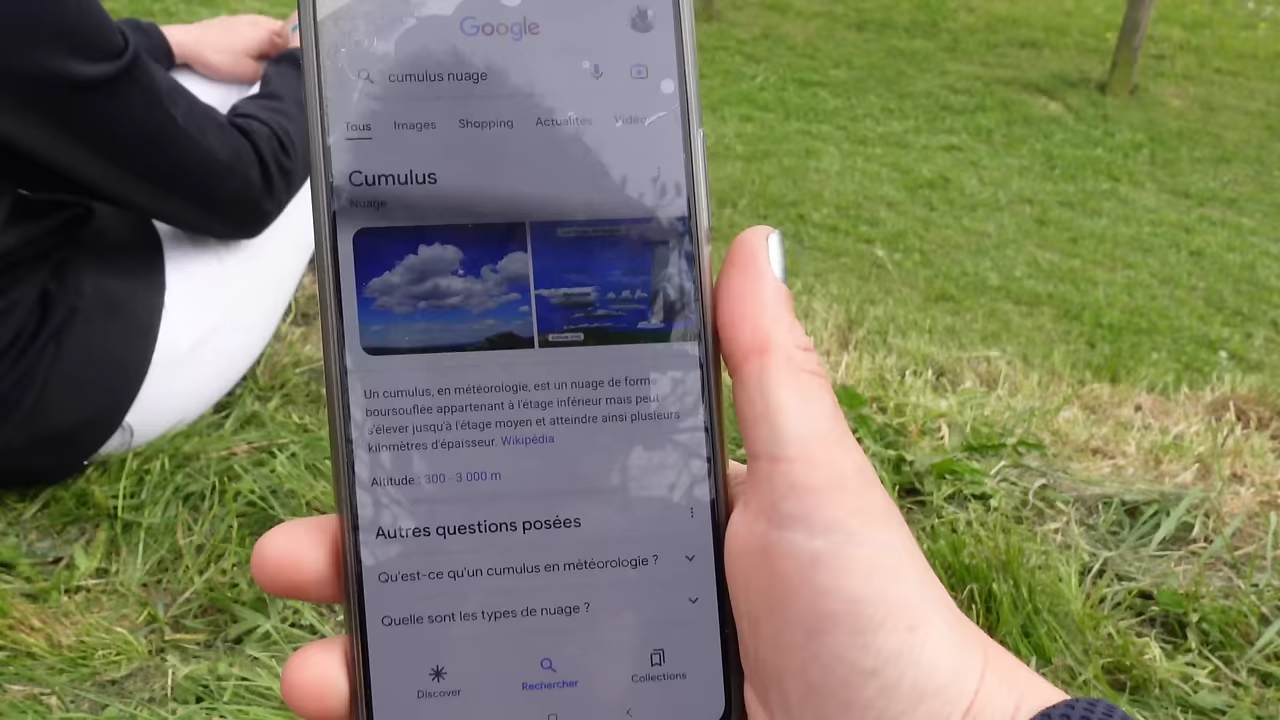 Google
cumulus nuage
Tous Images Shopping Actualités Vidéo
Cumulus
Nuage
Un cumulus, en météorologie, est un nuage de forme
boursouflée appartenant à l'étage inférieur mais peut
s'élever jusqu'à l'étage moyen et atteindre ainsi plusieurs
kilomètres d'épaisseur. Wikipédia
Altitude : 300 - 3 000 m
Autres questions posées
Qu'est-ce qu'un cumulus en météorologie ?
Quelle sont les types de nuage ?
Discover Rechercher Collections